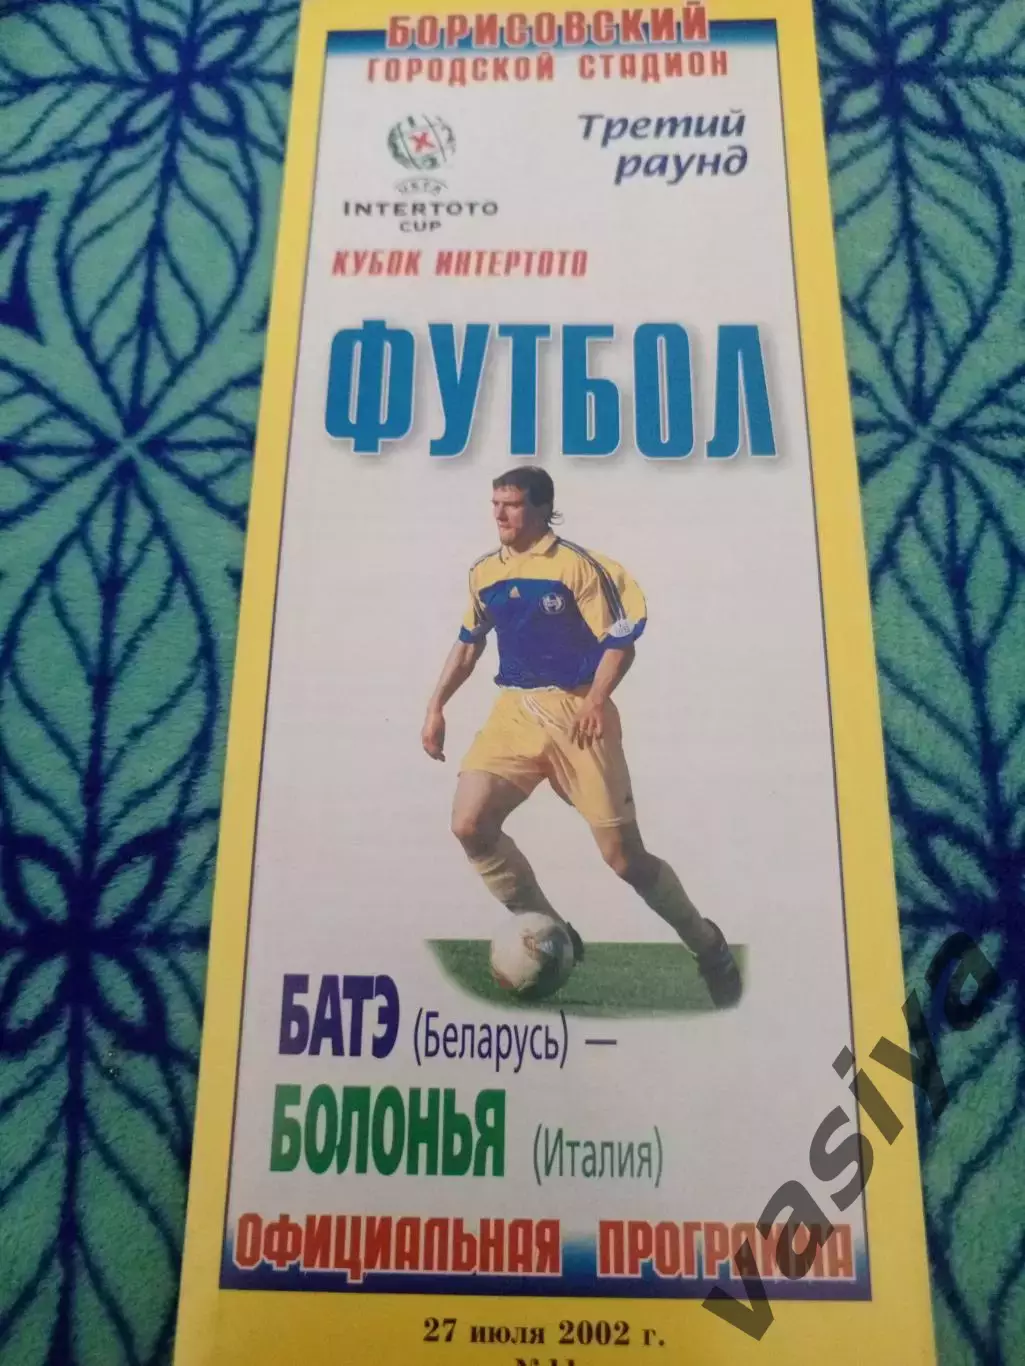 БОРИСОВСКИЙ
ГОРОДСКОЙ СТАДИОН
Третий
раунд
UEFA
INTERTOTO
CUP
КУБОК ИНТЕРТОТО
ФУТБОЛ
БАТЭ (Беларусь) —
БОЛОНЬЯ (Италия)
ОФИЦИАЛЬНАЯ ПРОГРАММА
27 июля 2002 г.
vasiya